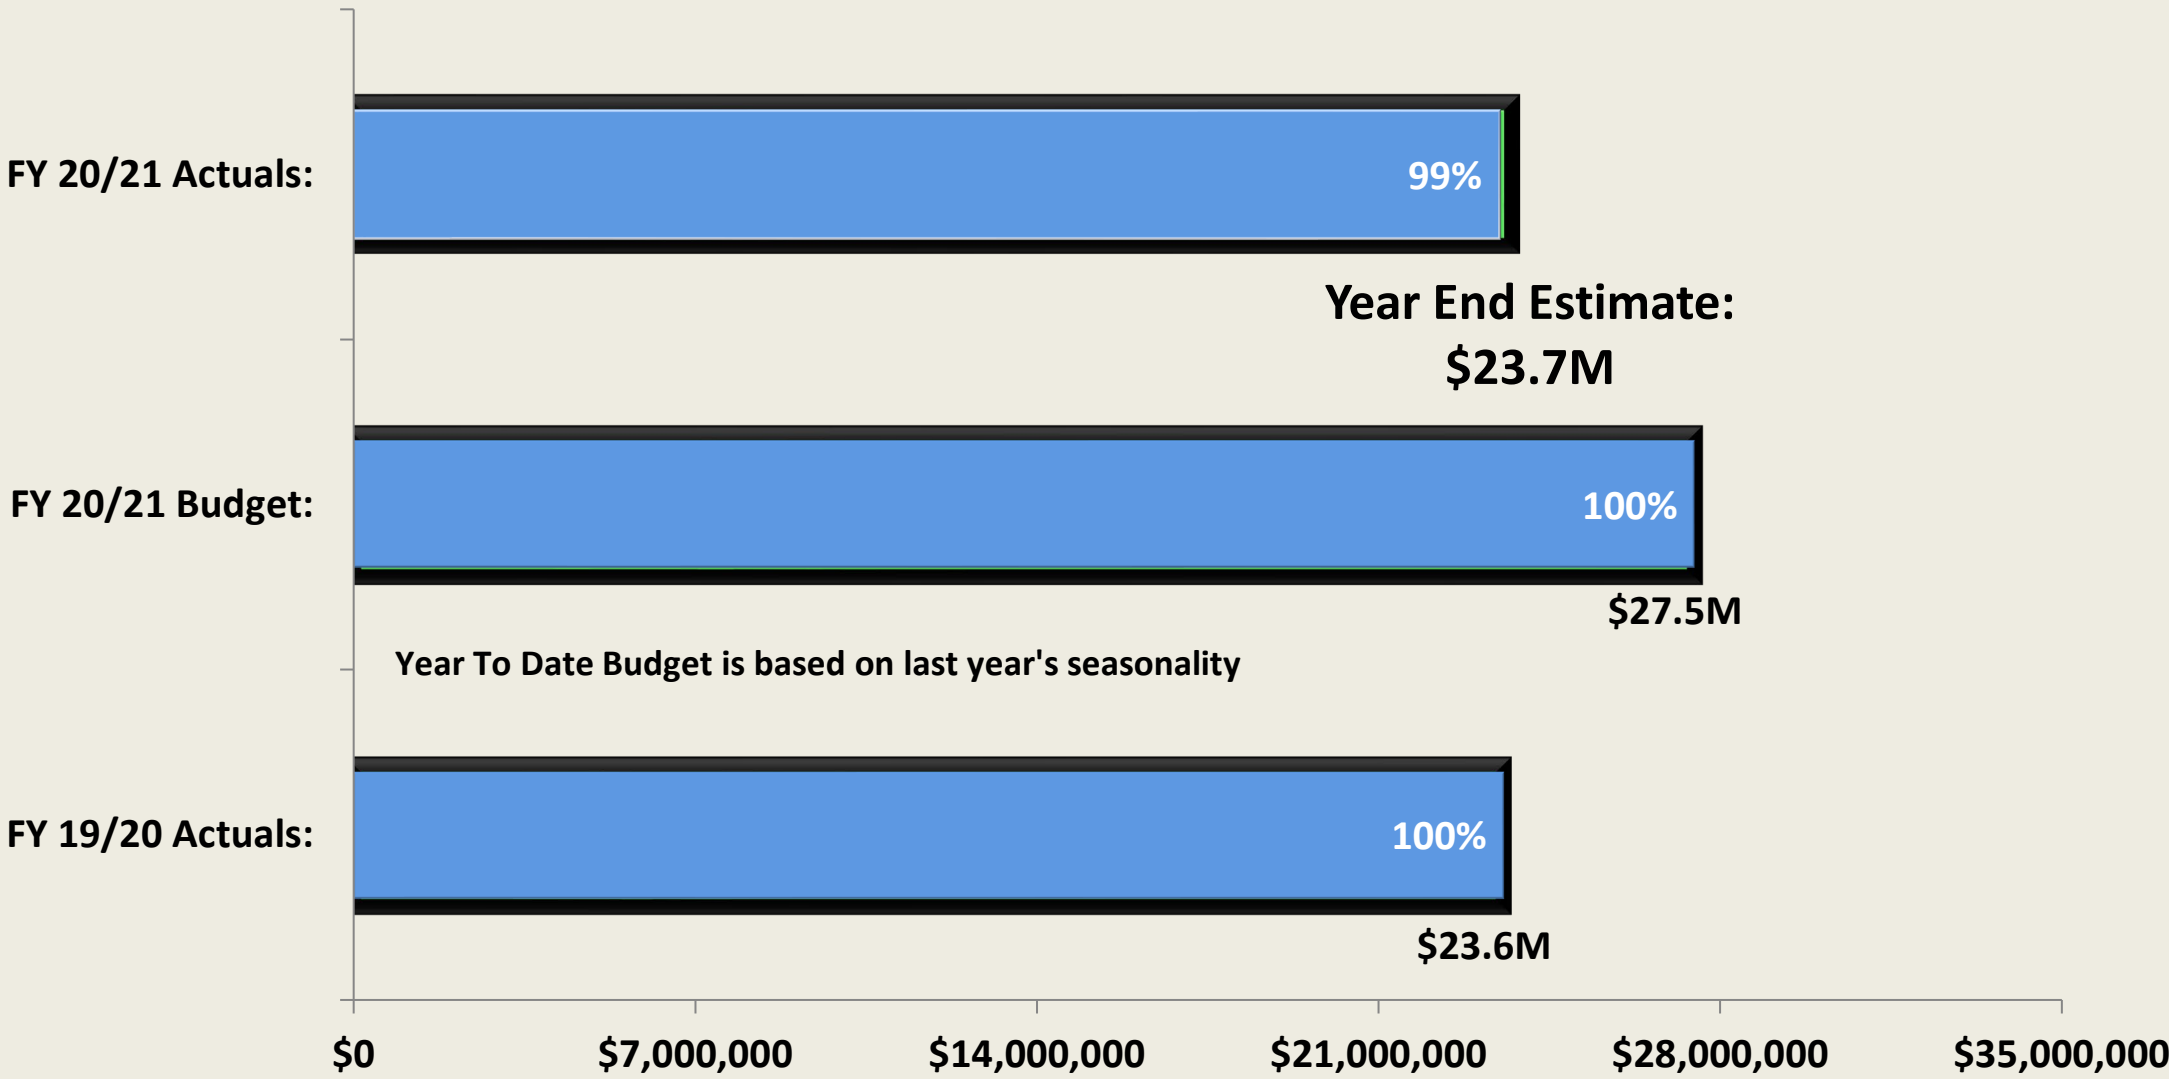 FY 20/21 Actuals:
99%
Year End Estimate:
$23.7M
FY 20/21 Budget:
100%
$27.5M
Year To Date Budget is based on last year's seasonality
FY 19/20 Actuals:
100%
$23.6M
$0 $7,000,000 $14,000,000 $21,000,000 $28,000,000 $35,000,000